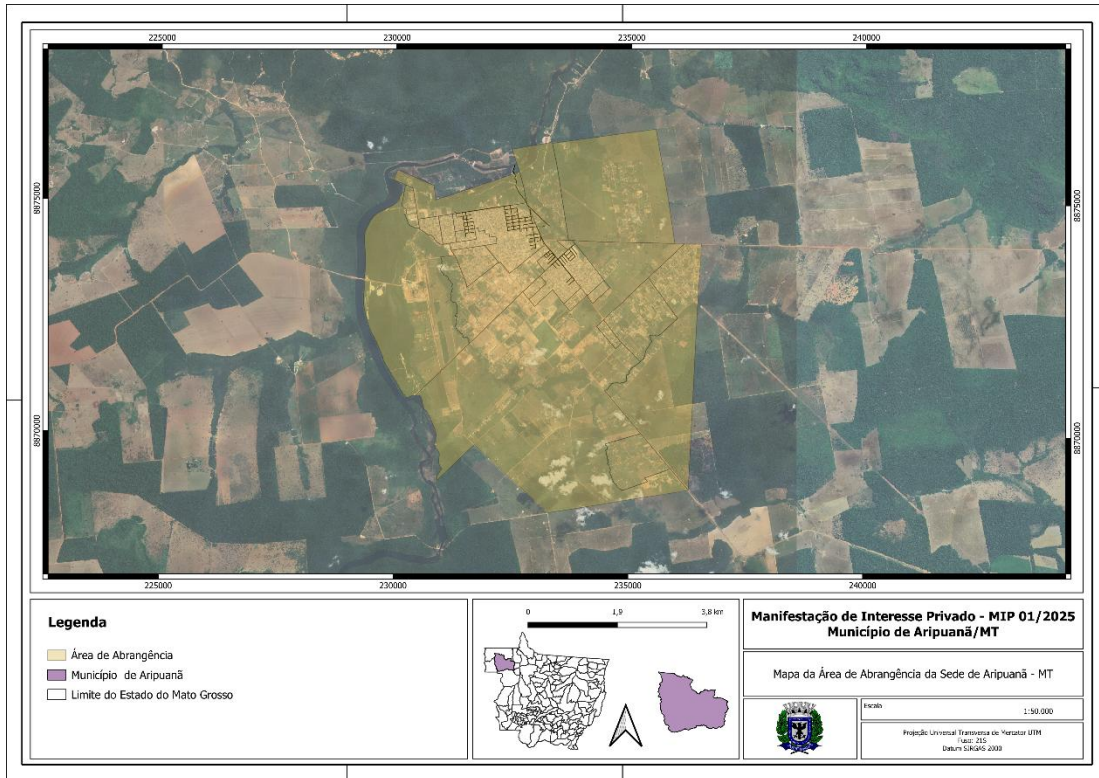 225000
230000
235000
240000
8875000
8875000
8870000
8870000
225000
230000
235000
240000
Legenda
Área de Abrangência
Município de Aripuanã
Limite do Estado do Mato Grosso
0 1,9 3,8 km
Manifestação de Interesse Privado - MIP 01/2025
Município de Aripuanã/MT
Mapa da Área de Abrangência da Sede de Aripuanã - MT
Escala
1:50.000
Projeção Universal Transversa de Mercator UTM
Fuso: 21S
Datum SIRGAS 2000